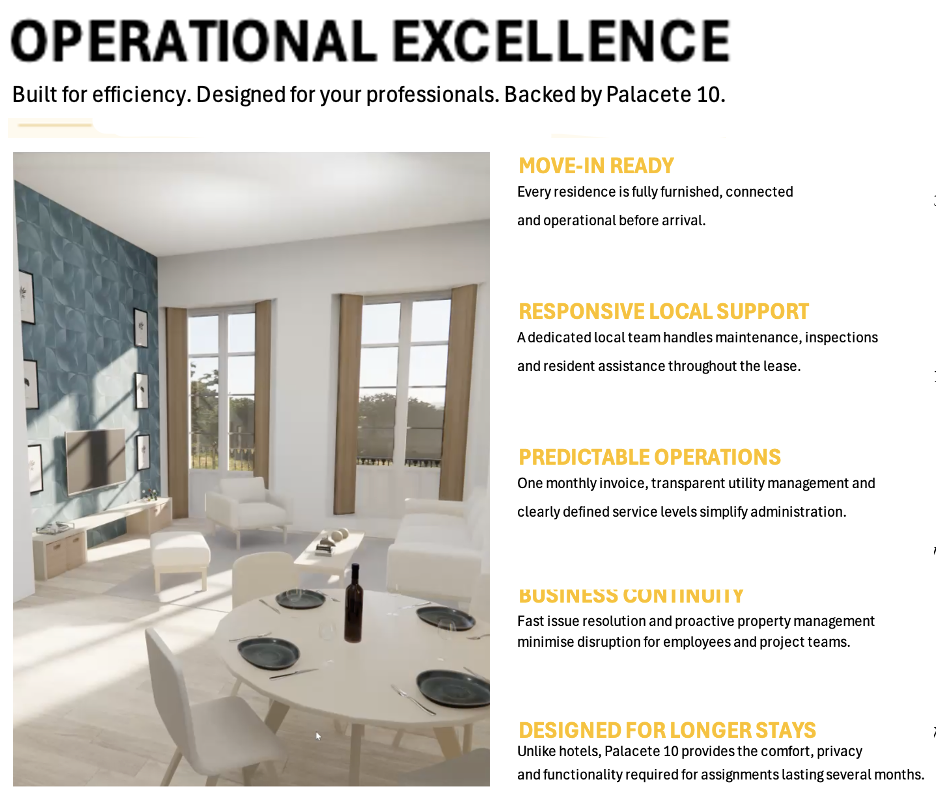 OPERATIONAL EXCELLENCE
Built for efficiency. Designed for your professionals. Backed by Palacete 10.
MOVE-IN READY
Every residence is fully furnished, connected
and operational before arrival.
RESPONSIVE LOCAL SUPPORT
A dedicated local team handles maintenance, inspections
and resident assistance throughout the lease.
PREDICTABLE OPERATIONS
One monthly invoice, transparent utility management and
clearly defined service levels simplify administration.
BUSINESS CONTINUITY
Fast issue resolution and proactive property management
minimise disruption for employees and project teams.
DESIGNED FOR LONGER STAYS
Unlike hotels, Palacete 10 provides the comfort, privacy
and functionality required for assignments lasting several months.